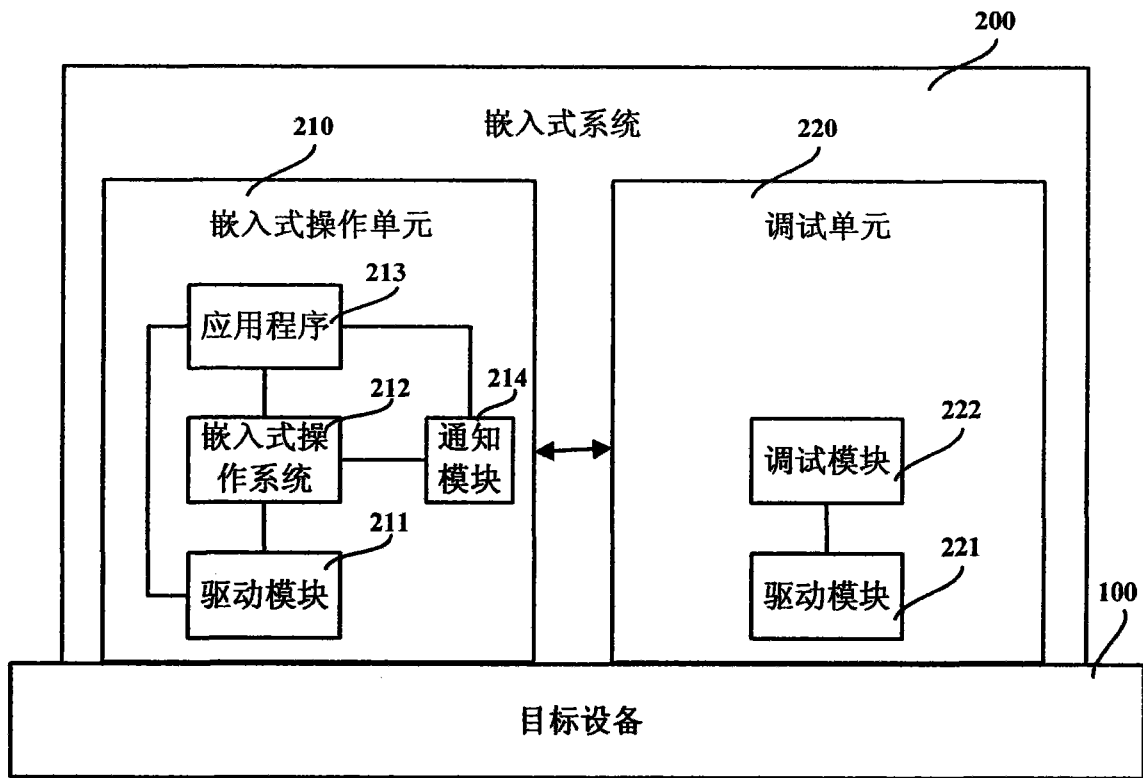 200
嵌入式系统
210
220
嵌入式操作单元
调试单元
213
应用程序
212
214
嵌入式操
作系统
通知
模块
222
调试模块
211
驱动模块
221
驱动模块
100
目标设备